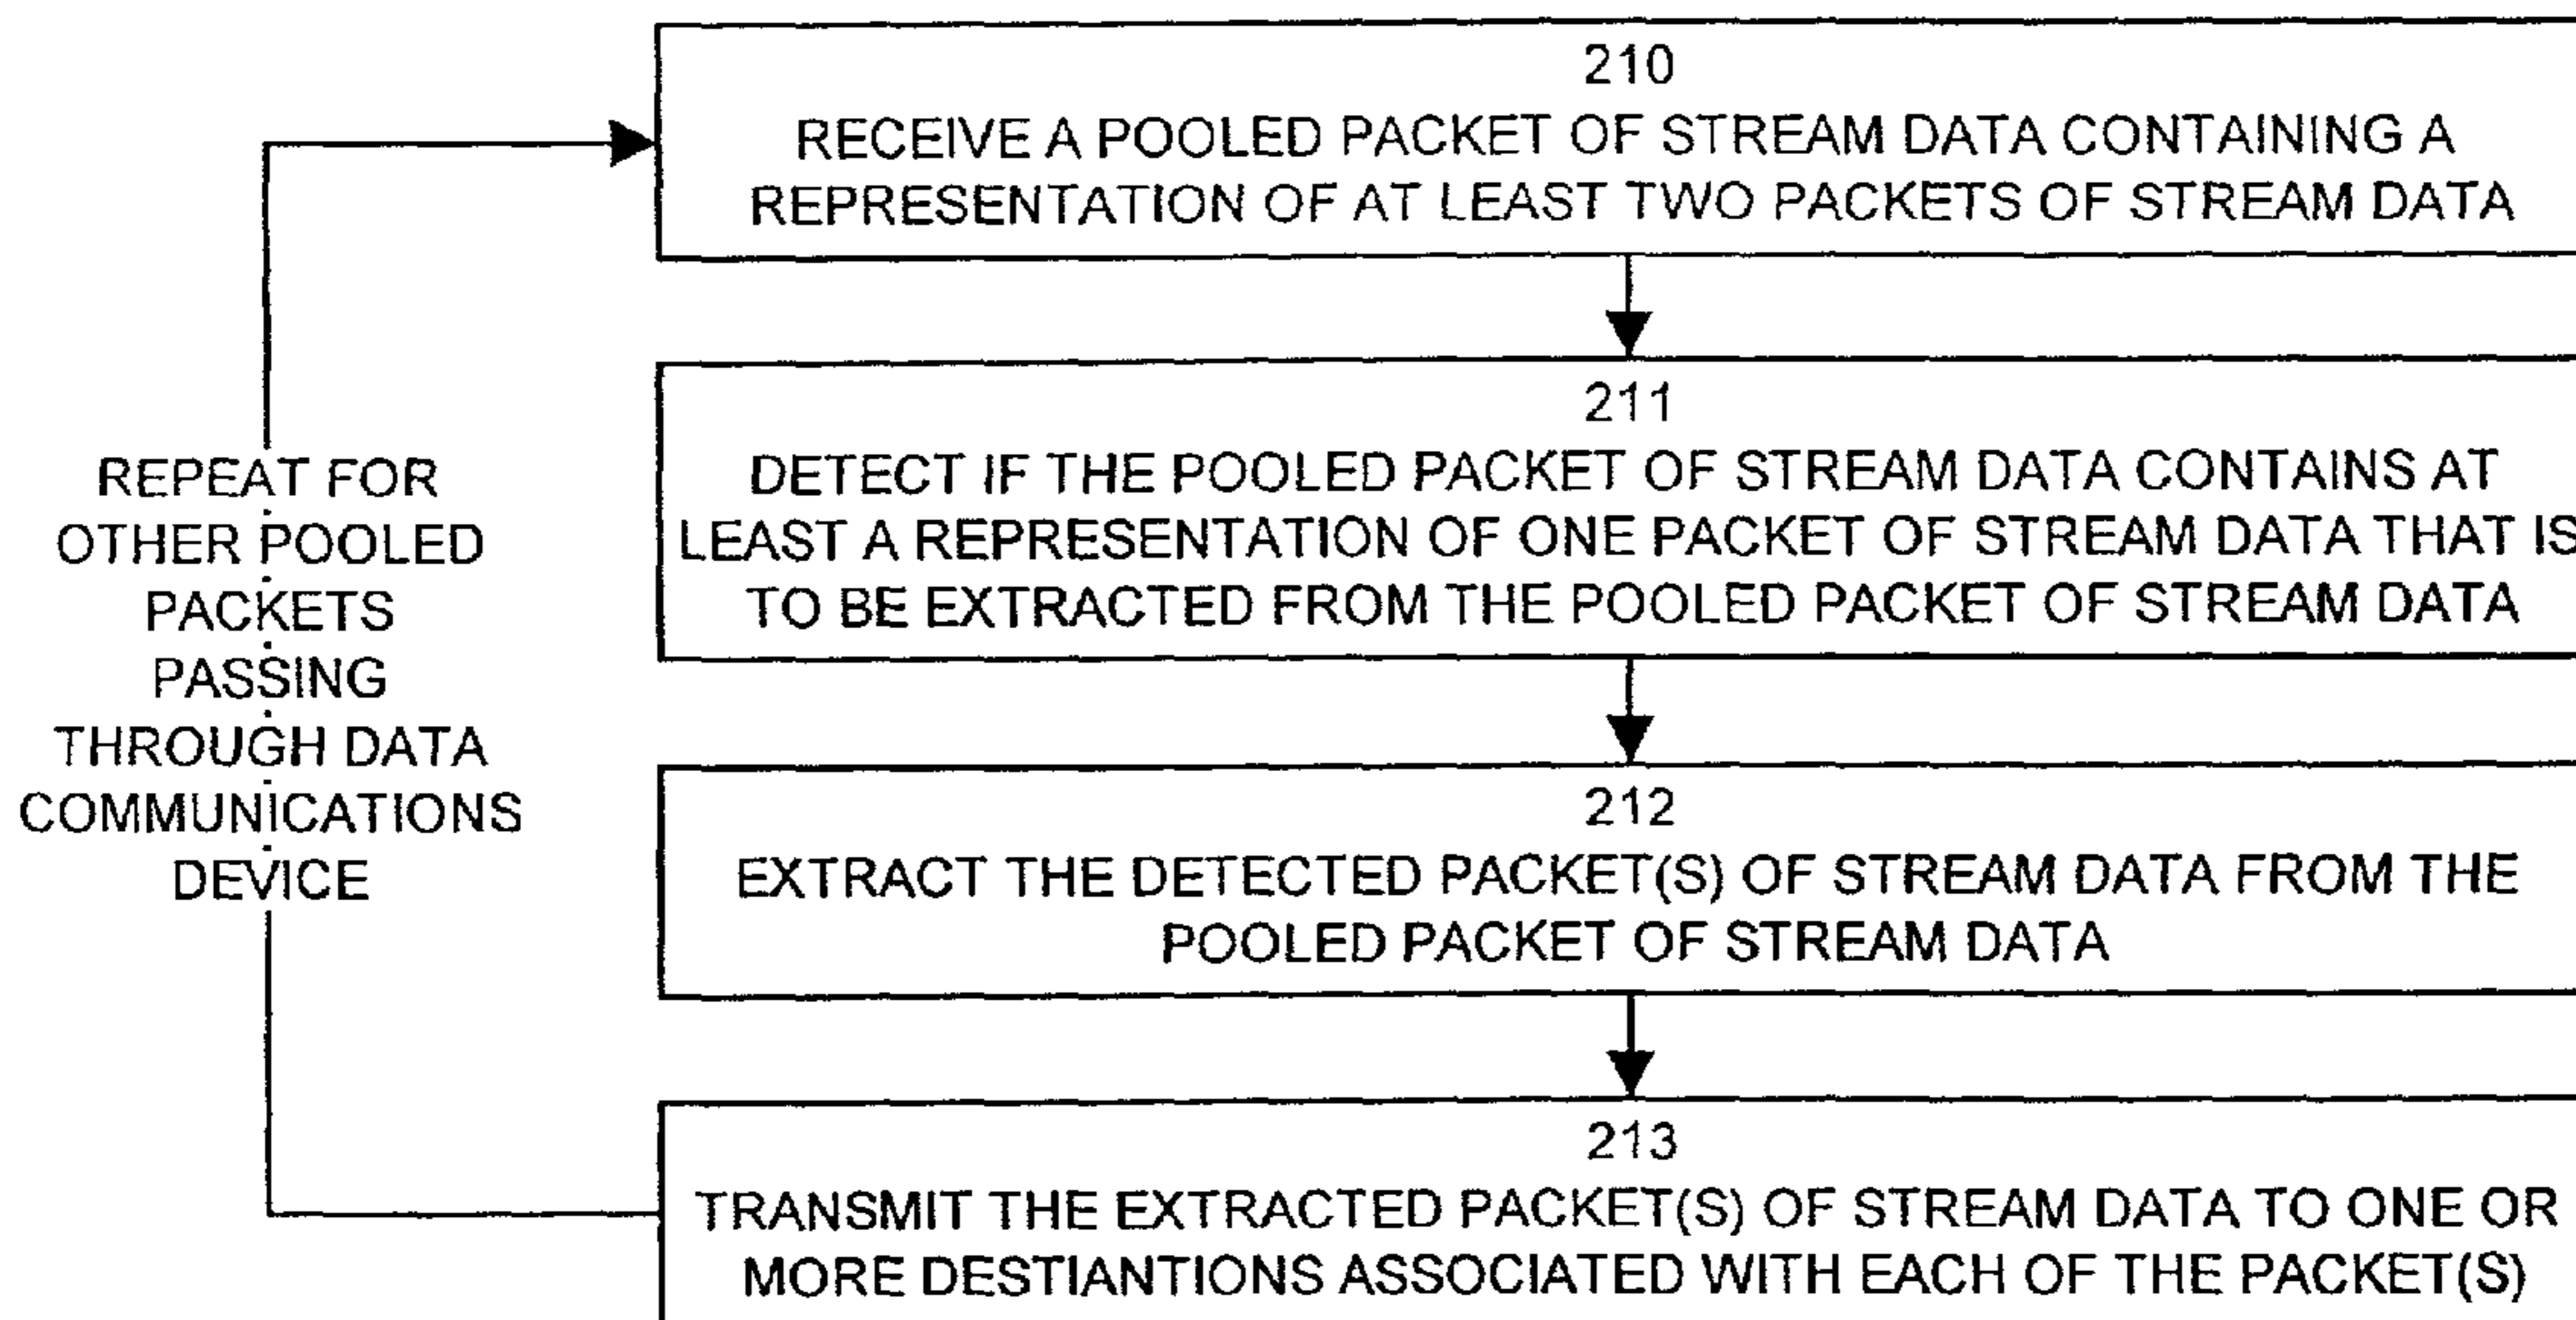 210
RECEIVE A POOLED PACKET OF STREAM DATA CONTAINING A
REPRESENTATION OF AT LEAST TWO PACKETS OF STREAM DATA
211
DETECT IF THE POOLED PACKET OF STREAM DATA CONTAINS AT
LEAST A REPRESENTATION OF ONE PACKET OF STREAM DATA THAT IS
TO BE EXTRACTED FROM THE POOLED PACKET OF STREAM DATA
212
EXTRACT THE DETECTED PACKET(S) OF STREAM DATA FROM THE
POOLED PACKET OF STREAM DATA
213
TRANSMIT THE EXTRACTED PACKET(S) OF STREAM DATA TO ONE OR
MORE DESTIANTIONS ASSOCIATED WITH EACH OF THE PACKET(S)
REPEAT FOR
OTHER POOLED
PACKETS
PASSING
THROUGH DATA
COMMUNICATIONS
DEVICE